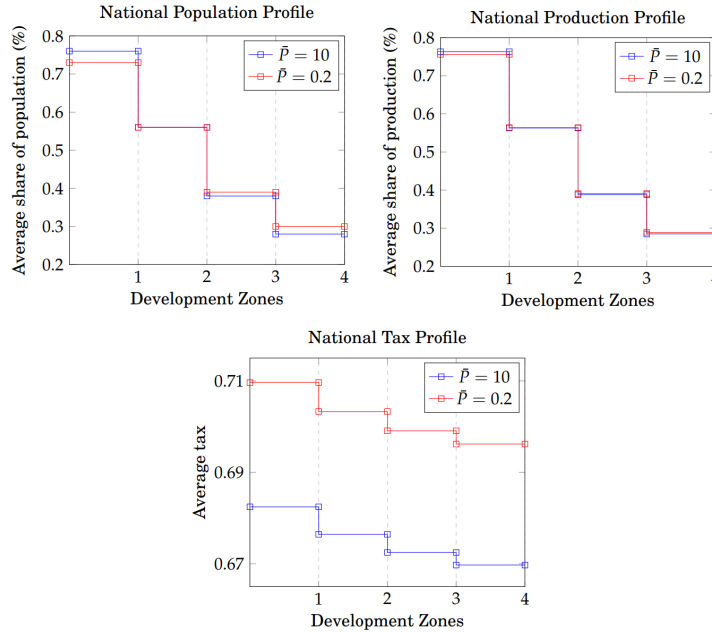 National Population Profile
Average share of population (%)
0.8
0.7
0.6
0.5
0.4
0.3
0.2
1 2 3 4
Development Zones
P̄ = 10
P̄ = 0.2
National Production Profile
Average share of production (%)
0.8
0.7
0.6
0.5
0.4
0.3
0.2
1 2 3
Development Zones
P̄ = 10
P̄ = 0.2
National Tax Profile
Average tax
0.71
0.69
0.67
1 2 3 4
Development Zones
P̄ = 10
P̄ = 0.2